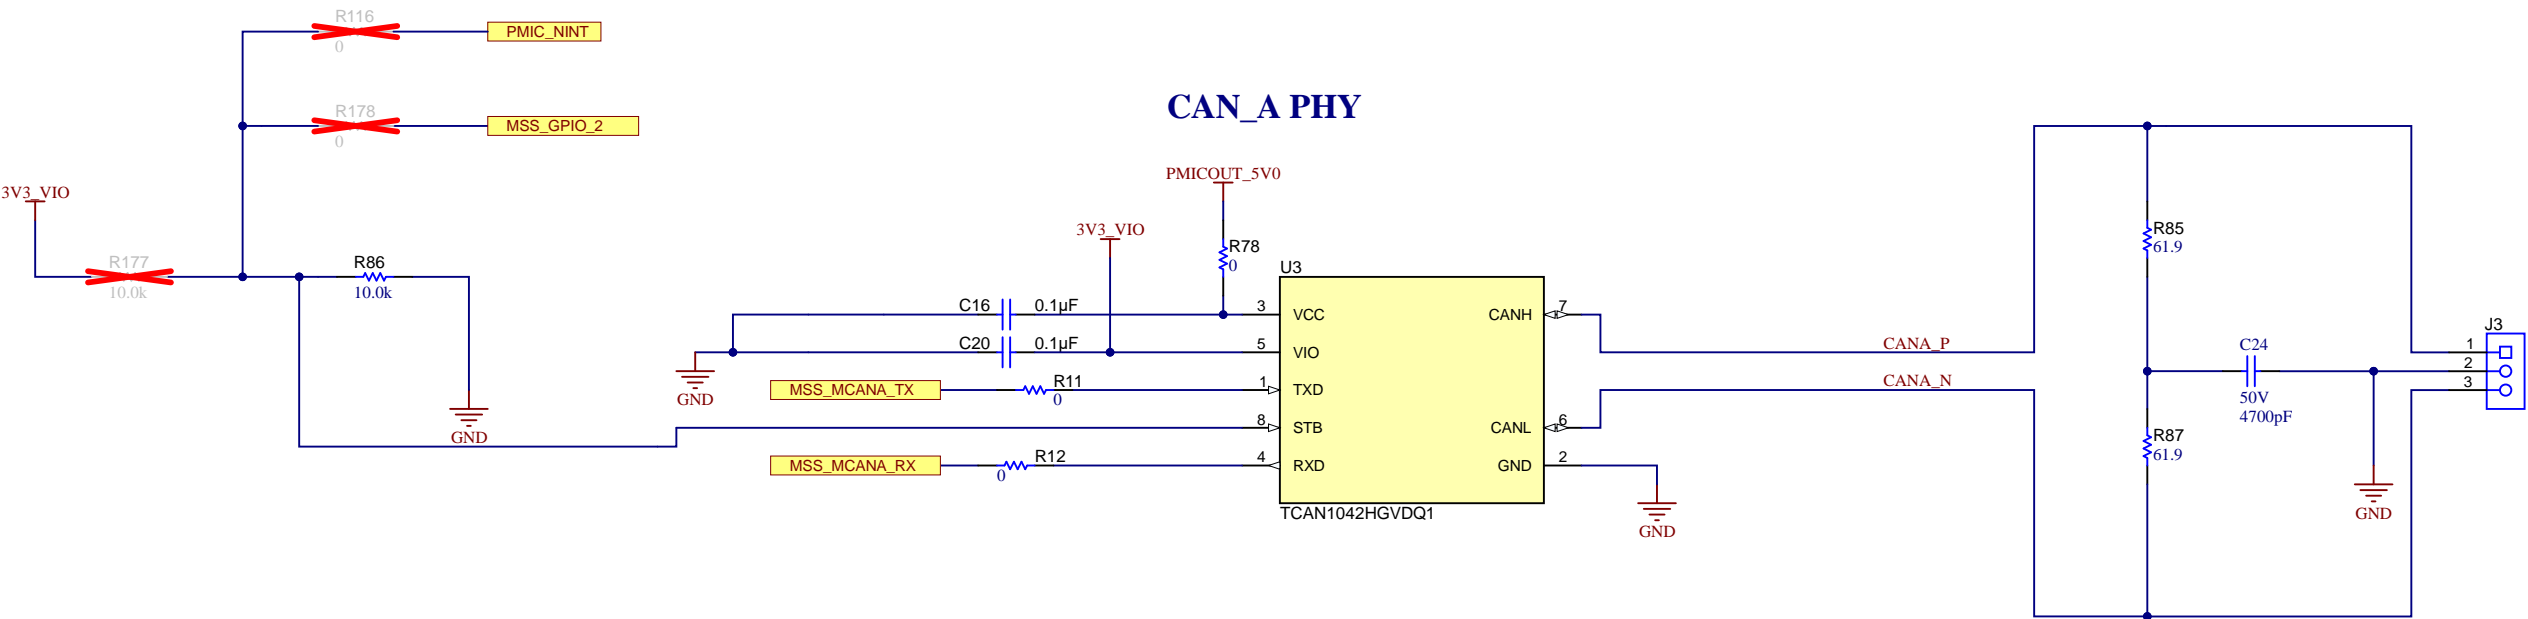 R116
0
PMIC_NINT
R178
0
MSS_GPIO_2
3V3_VIO
R177
10.0k
R86
10.0k
GND
CAN_A PHY
PMICOUT_5V0
3V3_VIO
R78
0
C16 0.1µF
C20 0.1µF
GND
MSS_MCANA_TX
R11
0
MSS_MCANA_RX
R12
0
U3
3 VCC
5 VIO
1 TXD
8 STB
4 RXD
CANH 7
CANL 6
GND 2
TCAN1042HGVDQ1
GND
CANA_P
CANA_N
R85
61.9
R87
61.9
C24
50V
4700pF
GND
J3
1
2
3